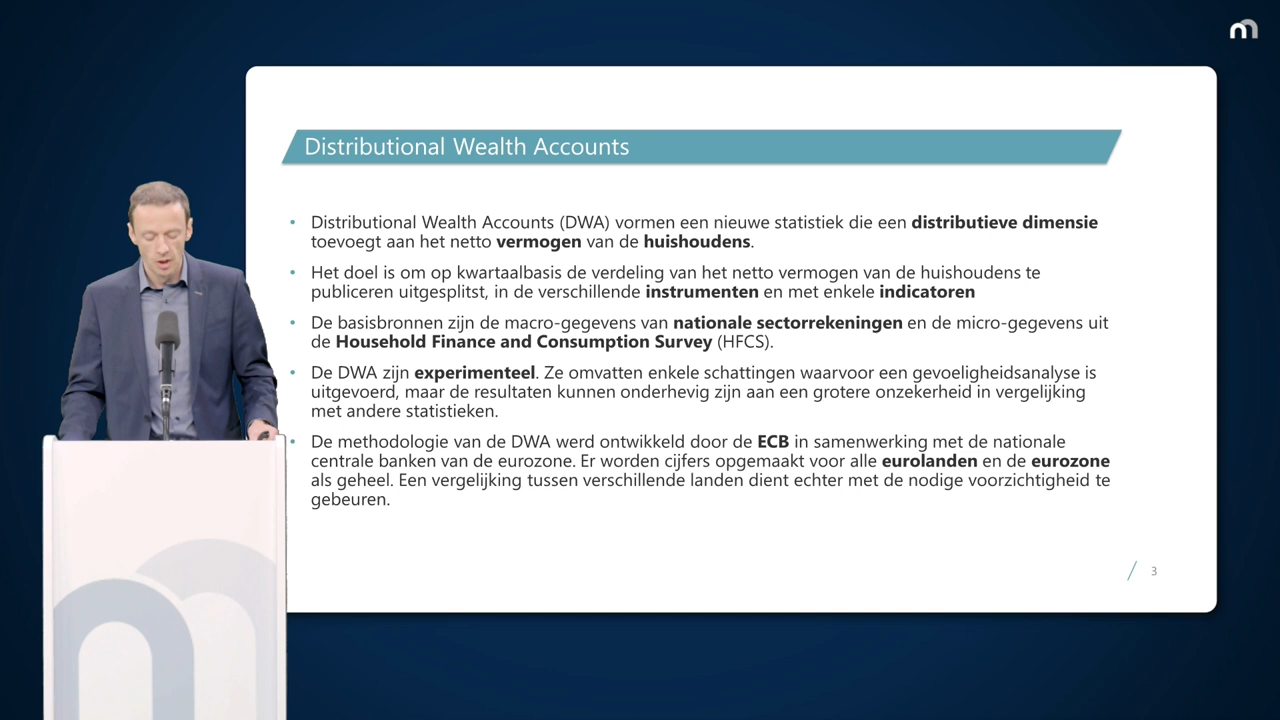 Distributional Wealth Accounts
• Distributional Wealth Accounts (DWA) vormen een nieuwe statistiek die een distributieve dimensie
toevoegt aan het netto vermogen van de huishoudens.
• Het doel is om op kwartaalbasis de verdeling van het netto vermogen van de huishoudens te
publiceren uitgesplitst, in de verschillende instrumenten en met enkele indicatoren
• De basisbronnen zijn de macro-gegevens van nationale sectorrekeningen en de micro-gegevens uit
de Household Finance and Consumption Survey (HFCS).
• De DWA zijn experimenteel. Ze omvatten enkele schattingen waarvoor een gevoeligheidsanalyse is
uitgevoerd, maar de resultaten kunnen onderhevig zijn aan een grotere onzekerheid in vergelijking
met andere statistieken.
• De methodologie van de DWA werd ontwikkeld door de ECB in samenwerking met de nationale
centrale banken van de eurozone. Er worden cijfers opgemaakt voor alle eurolanden en de eurozone
als geheel. Een vergelijking tussen verschillende landen dient echter met de nodige voorzichtigheid te
gebeuren.
3